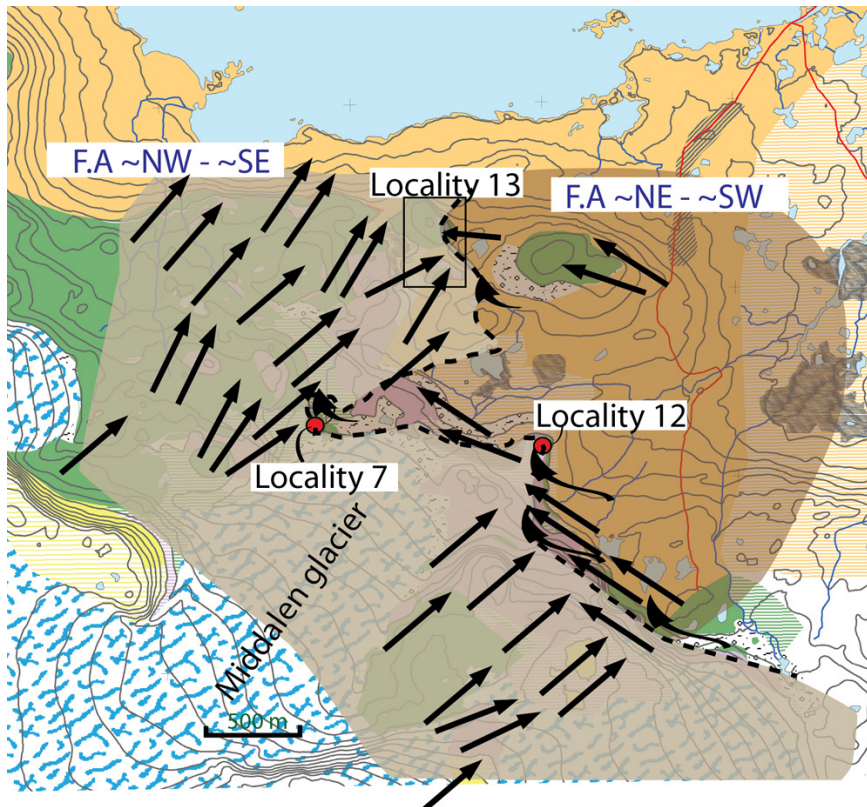 F.A ~NW - ~SE
Locality 13
F.A ~NE - ~SW
Locality 12
Locality 7
Middalen glacier
500 m